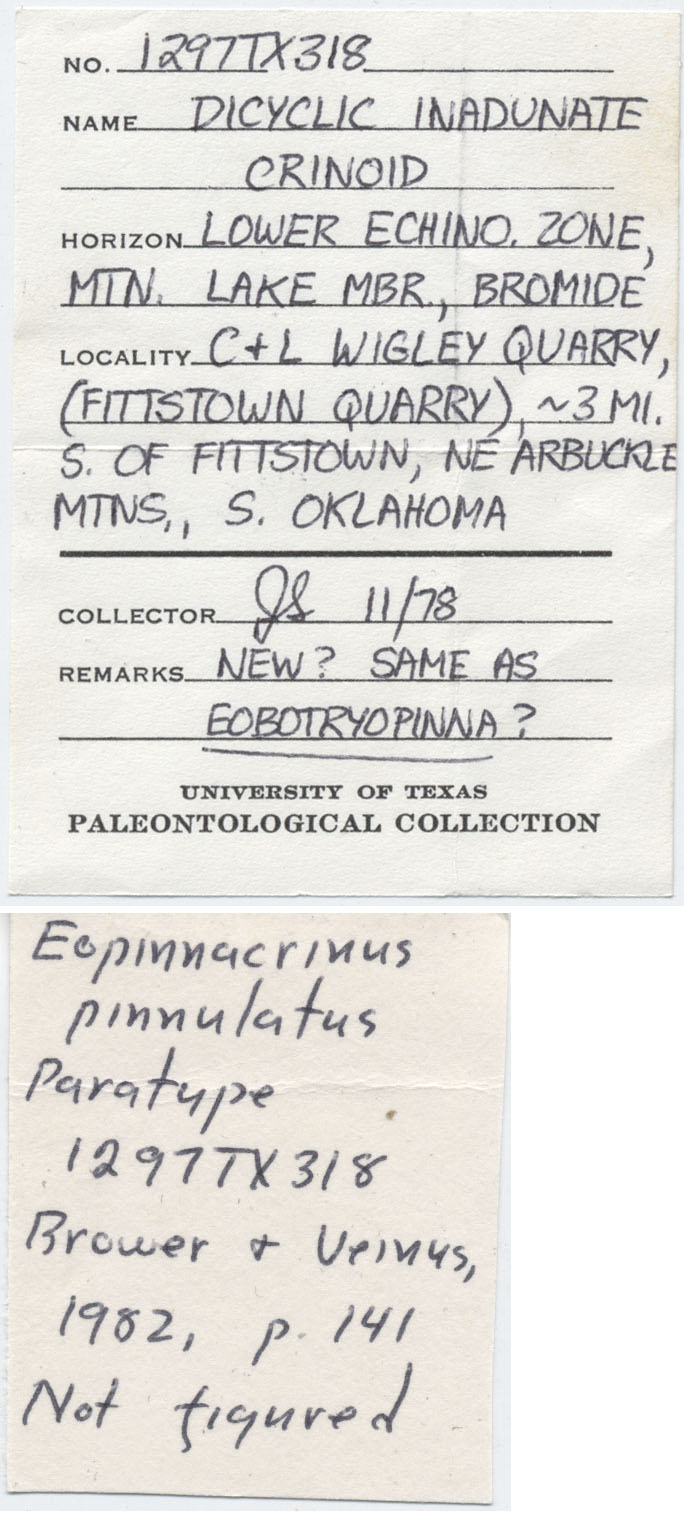 NO. 1297TX318
NAME DICYCLIC INADUNATE
CRINOID
HORIZON LOWER ECHINO. ZONE,
MTN. LAKE MBR., BROMIDE
LOCALITY C+L WIGLEY QUARRY,
(FITTSTOWN QUARRY), ~3 MI.
S. OF FITTSTOWN, NE ARBUCKLE
MTNS., S. OKLAHOMA
COLLECTOR JS 11/78
REMARKS NEW? SAME AS
EOBOTRYOPINNA?
UNIVERSITY OF TEXAS
PALEONTOLOGICAL COLLECTION
Eopinnacrinus
pinnulatus
Paratype
1297TX318
Brower + Veinus,
1982, p. 141
Not figured